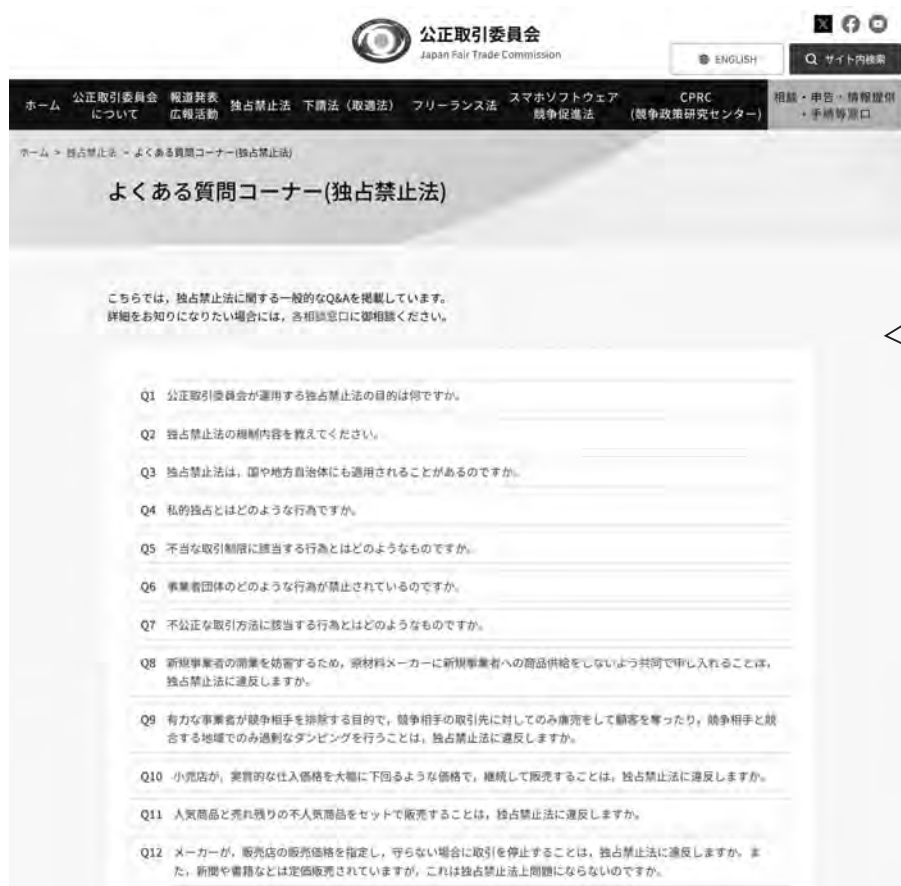 公正取引委員会
Japan Fair Trade Commission
ENGLISH
サイト内検索
ホーム
公正取引委員会
について
報道発表
広報活動
独占禁止法
下請法（取適法）
フリーランス法
スマホソフトウェア
競争促進法
CPRC
(競争政策研究センター)
相談・申告・情報提供
・手続等窓口
ホーム > 独占禁止法 > よくある質問コーナー(独占禁止法)
よくある質問コーナー(独占禁止法)
こちらでは，独占禁止法に関する一般的なQ&Aを掲載しています。
詳細をお知りになりたい場合には，各相談窓口に御相談ください。
Q1 公正取引委員会が運用する独占禁止法の目的は何ですか。
Q2 独占禁止法の規制内容を教えてください。
Q3 独占禁止法は，国や地方自治体にも適用されることがあるのですか。
Q4 私的独占とはどのような行為ですか。
Q5 不当な取引制限に該当する行為とはどのようなものですか。
Q6 事業者団体のどのような行為が禁止されているのですか。
Q7 不公正な取引方法に該当する行為とはどのようなものですか。
Q8 新規事業者の開業を妨害するため，原材料メーカーに新規事業者への商品供給をしないよう共同で申し入れることは，
独占禁止法に違反しますか。
Q9 有力な事業者が競争相手を排除する目的で，競争相手の取引先に対してのみ廉売をして顧客を奪ったり，競争相手と競
合する地域でのみ過剰なダンピングを行うことは，独占禁止法に違反しますか。
Q10 小売店が，実質的な仕入価格を大幅に下回るような価格で，継続して販売することは，独占禁止法に違反しますか。
Q11 人気商品と売れ残りの不人気商品をセットで販売することは，独占禁止法に違反しますか。
Q12 メーカーが，販売店の販売価格を指定し，守らない場合に取引を停止することは，独占禁止法に違反しますか。ま
た，新聞や書籍などは定価販売されていますが，これは独占禁止法上問題にならないのですか。